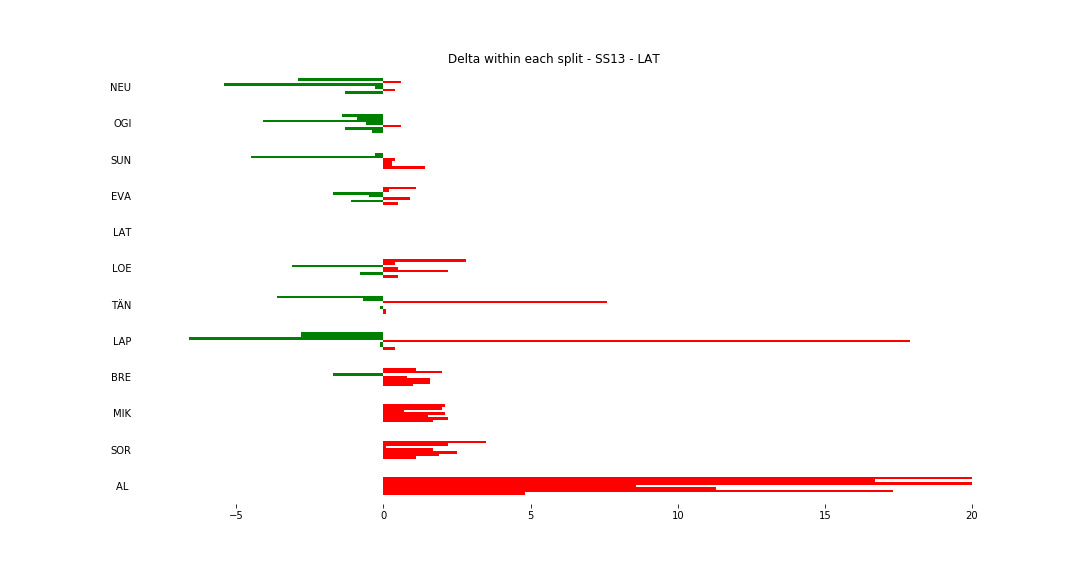 Delta within each split - SS13 - LAT
NEU
OGI
SUN
EVA
LAT
LOE
TÄN
LAP
BRE
MIK
SOR
AL
−5 0 5 10 15 20